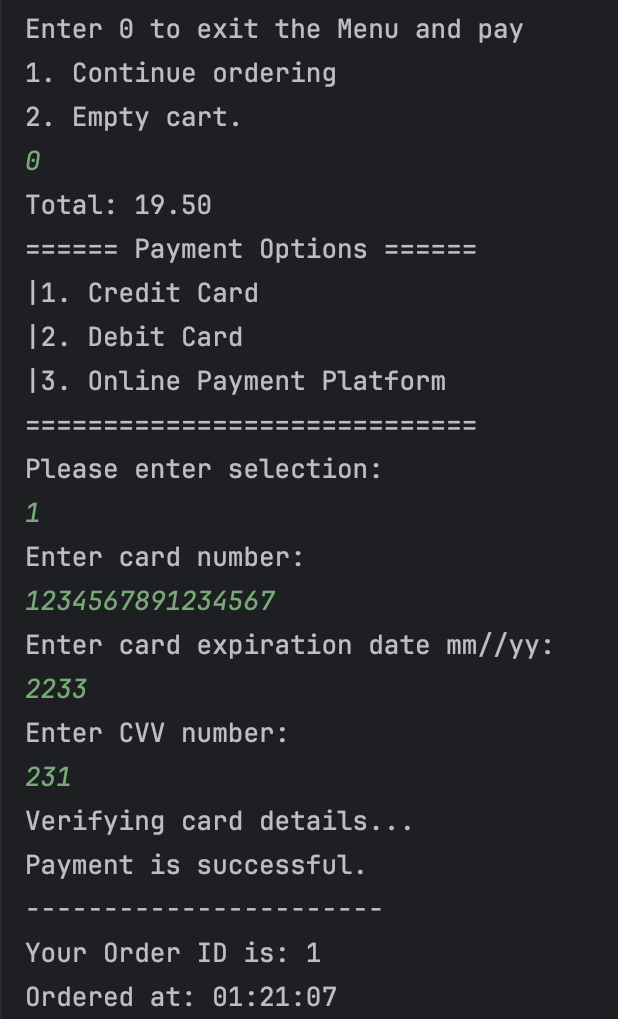 Enter 0 to exit the Menu and pay
1. Continue ordering
2. Empty cart.
0
Total: 19.50
====== Payment Options ======
|1. Credit Card
|2. Debit Card
|3. Online Payment Platform
=============================
Please enter selection:
1
Enter card number:
1234567891234567
Enter card expiration date mm//yy:
2233
Enter CVV number:
231
Verifying card details...
Payment is successful.
-----------------------
Your Order ID is: 1
Ordered at: 01:21:07